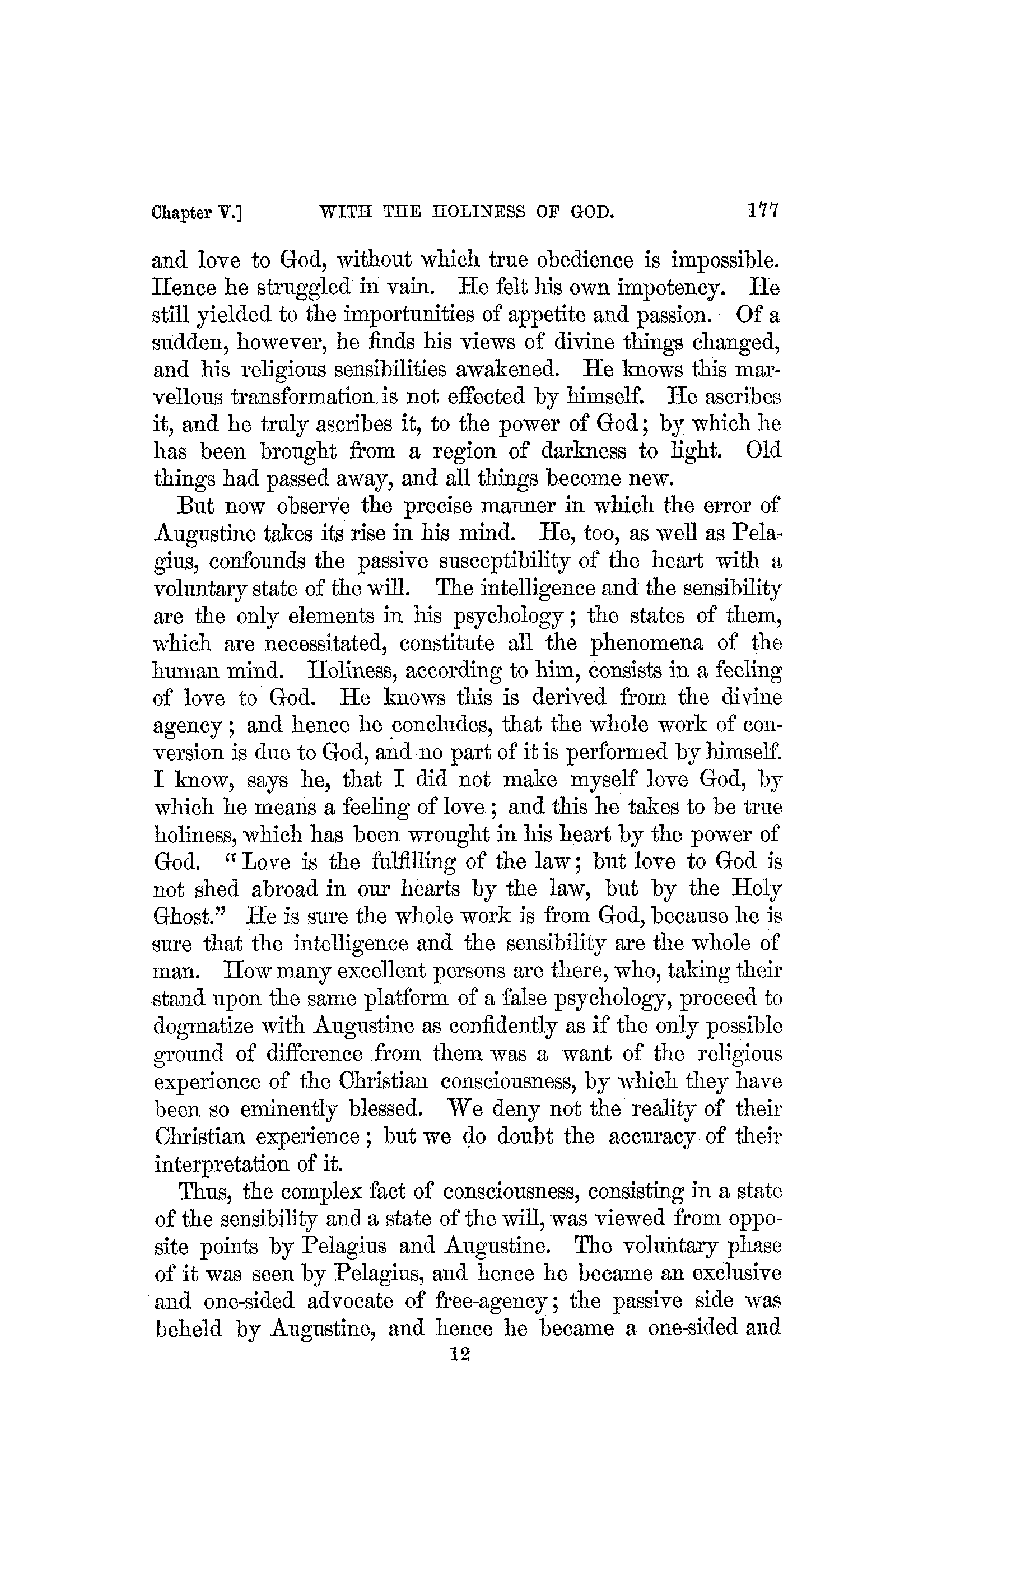 Chapter V.] WITH THE HOLINESS OF GOD. 177
and love to God, without which true obedience is impossible.
Hence he struggled in vain. He felt his own impotency. He
still yielded to the importunities of appetite and passion. Of a
sudden, however, he finds his views of divine things changed,
and his religious sensibilities awakened. He knows this mar-
vellous transformation is not effected by himself. He ascribes
it, and he truly ascribes it, to the power of God; by which he
has been brought from a region of darkness to light. Old
things had passed away, and all things become new.
But now observe the precise manner in which the error of
Augustine takes its rise in his mind. He, too, as well as Pela-
gius, confounds the passive susceptibility of the heart with a
voluntary state of the will. The intelligence and the sensibility
are the only elements in his psychology; the states of them,
which are necessitated, constitute all the phenomena of the
human mind. Holiness, according to him, consists in a feeling
of love to God. He knows this is derived from the divine
agency; and hence he concludes, that the whole work of con-
version is due to God, and no part of it is performed by himself.
I know, says he, that I did not make myself love God, by
which he means a feeling of love; and this he takes to be true
holiness, which has been wrought in his heart by the power of
God. "Love is the fulfilling of the law; but love to God is
not shed abroad in our hearts by the law, but by the Holy
Ghost." He is sure the whole work is from God, because he is
sure that the intelligence and the sensibility are the whole of
man. How many excellent persons are there, who, taking their
stand upon the same platform of a false psychology, proceed to
dogmatize with Augustine as confidently as if the only possible
ground of difference from them was a want of the religious
experience of the Christian consciousness, by which they have
been so eminently blessed. We deny not the reality of their
Christian experience; but we do doubt the accuracy of their
interpretation of it.
Thus, the complex fact of consciousness, consisting in a state
of the sensibility and a state of the will, was viewed from oppo-
site points by Pelagius and Augustine. The voluntary phase
of it was seen by Pelagius, and hence he became an exclusive
and one-sided advocate of free-agency; the passive side was
beheld by Augustine, and hence he became a one-sided and
12